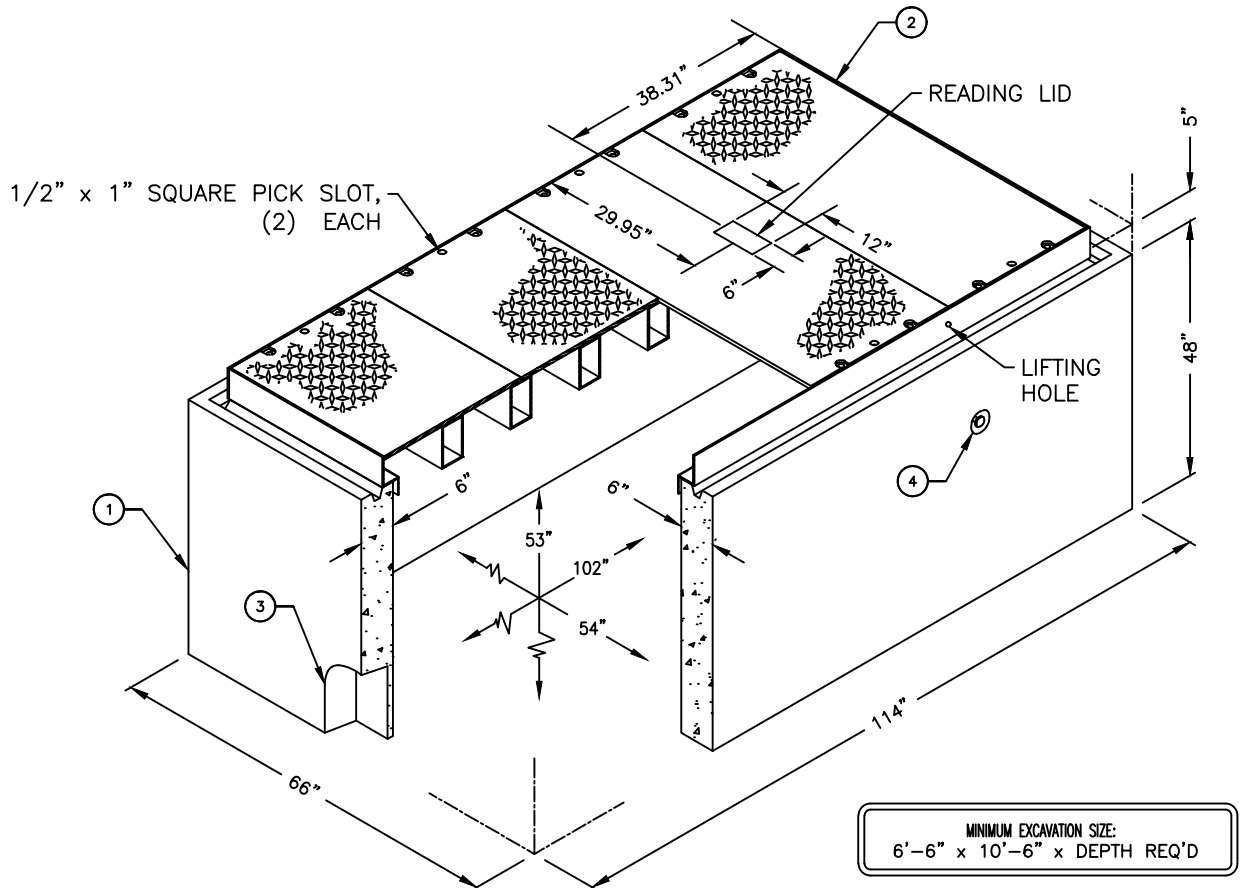 2
38.31"
READING LID
5"
1/2" x 1" SQUARE PICK SLOT,
(2) EACH
29.95"
12"
6"
48"
LIFTING
HOLE
4
1
6"
6"
53"
102"
3
54"
114"
66"
MINIMUM EXCAVATION SIZE:
6'-6" x 10'-6" x DEPTH REQ'D